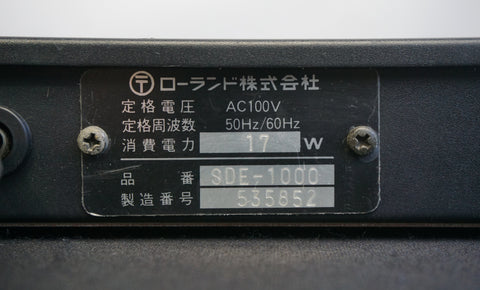 〒 ローランド株式会社
定格電圧 AC100V
定格周波数 50Hz/60Hz
消費電力 17 W
品番 SDE-1000
製造番号 535852